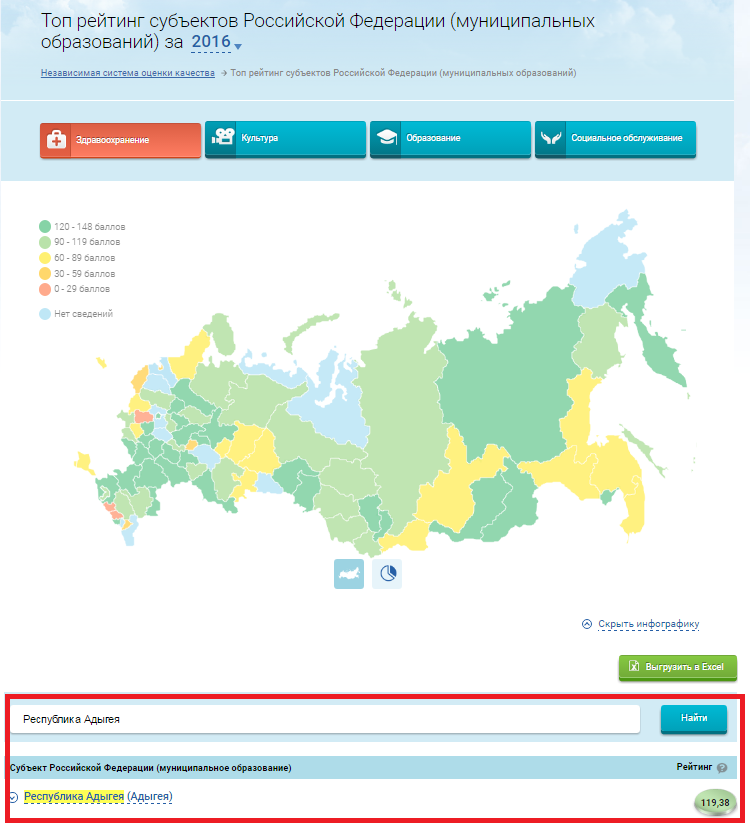 Топ рейтинг субъектов Российской Федерации (муниципальных
образований) за 2016
Независимая система оценки качества → Топ рейтинг субъектов Российской Федерации (муниципальных образований)
Здравоохранение
Культура
Образование
Социальное обслуживание
120 - 148 баллов
90 - 119 баллов
60 - 89 баллов
30 - 59 баллов
0 - 29 баллов
Нет сведений
Скрыть инфографику
Выгрузить в Excel
Республика Адыгея
Найти
Субъект Российской Федерации (муниципальное образование)
Рейтинг ?
Республика Адыгея (Адыгея)
119,38